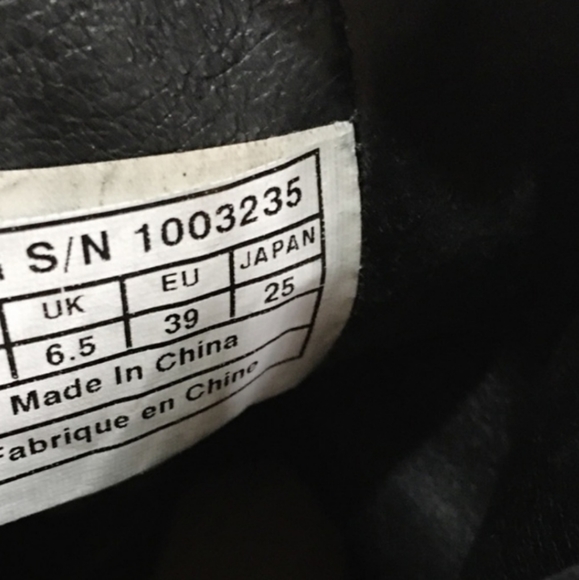 S/N 1003235
UK EU JAPAN
6.5 39 25
Made In China
Fabrique en Chine